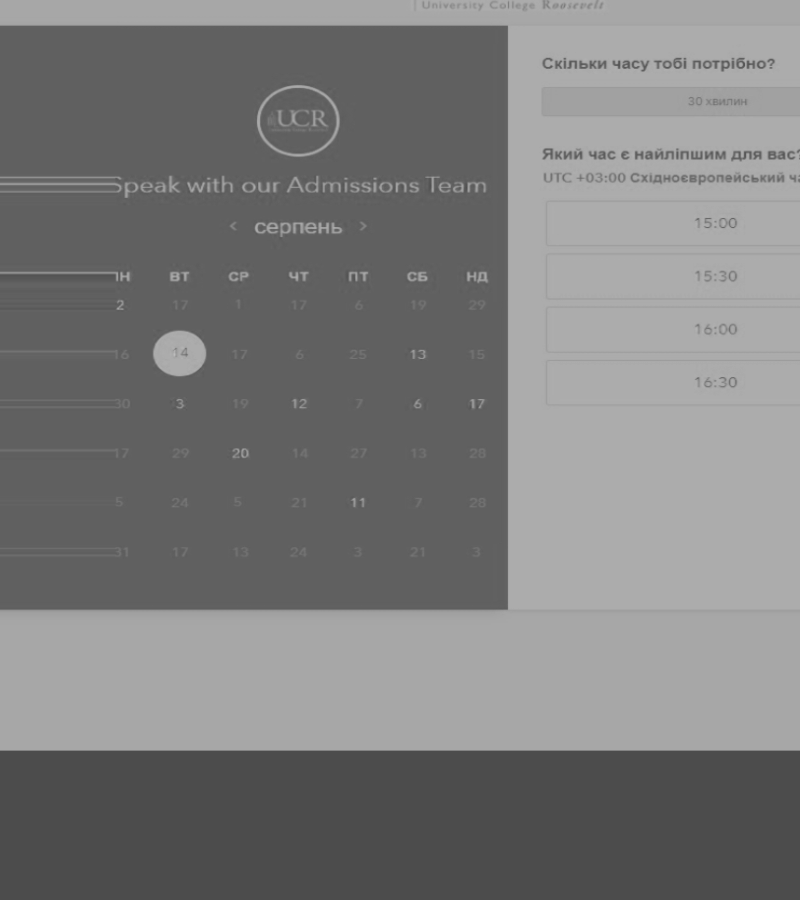 | University College Roosevelt
UCR
Speak with our Admissions Team
< серпень >
ПН ВТ СР ЧТ ПТ СБ НД
2 17 1 17 6 19 29
16 14 17 6 25 13 15
30 3 19 12 7 6 17
17 29 20 14 27 13 28
5 24 5 21 11 7 28
31 17 13 24 3 21 3
Скільки часу тобі потрібно?
30 хвилин
Який час є найліпшим для вас?
UTC +03:00 Східноєвропейський ча
15:00
15:30
16:00
16:30